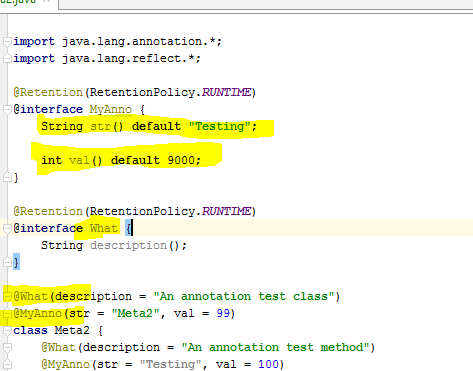 import java.lang.annotation.*;
import java.lang.reflect.*;
@Retention(RetentionPolicy.RUNTIME)
@interface MyAnno {
String str() default "Testing";
int val() default 9000;
}
@Retention(RetentionPolicy.RUNTIME)
@interface What {
String description();
}
@What(description = "An annotation test class")
@MyAnno(str = "Meta2", val = 99)
class Meta2 {
@What(description = "An annotation test method")
@MyAnno(str = "Testing", val = 100)